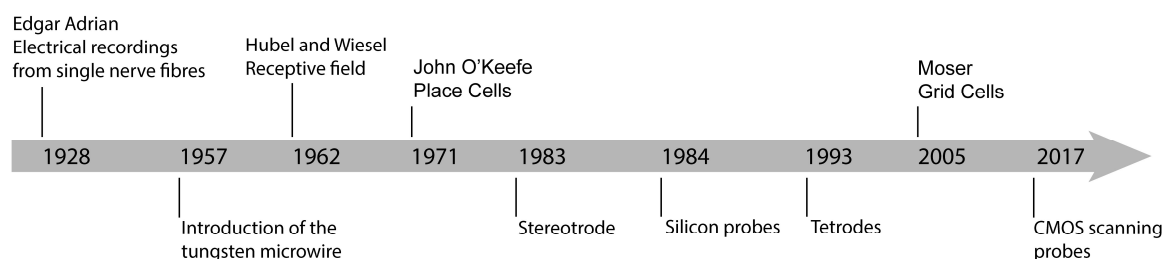 Edgar Adrian
Electrical recordings
from single nerve fibres
Hubel and Wiesel
Receptive field
John O'Keefe
Place Cells
Moser
Grid Cells
1928 1957 1962 1971 1983 1984 1993 2005 2017
Introduction of the
tungsten microwire
Stereotrode
Silicon probes
Tetrodes
CMOS scanning
probes